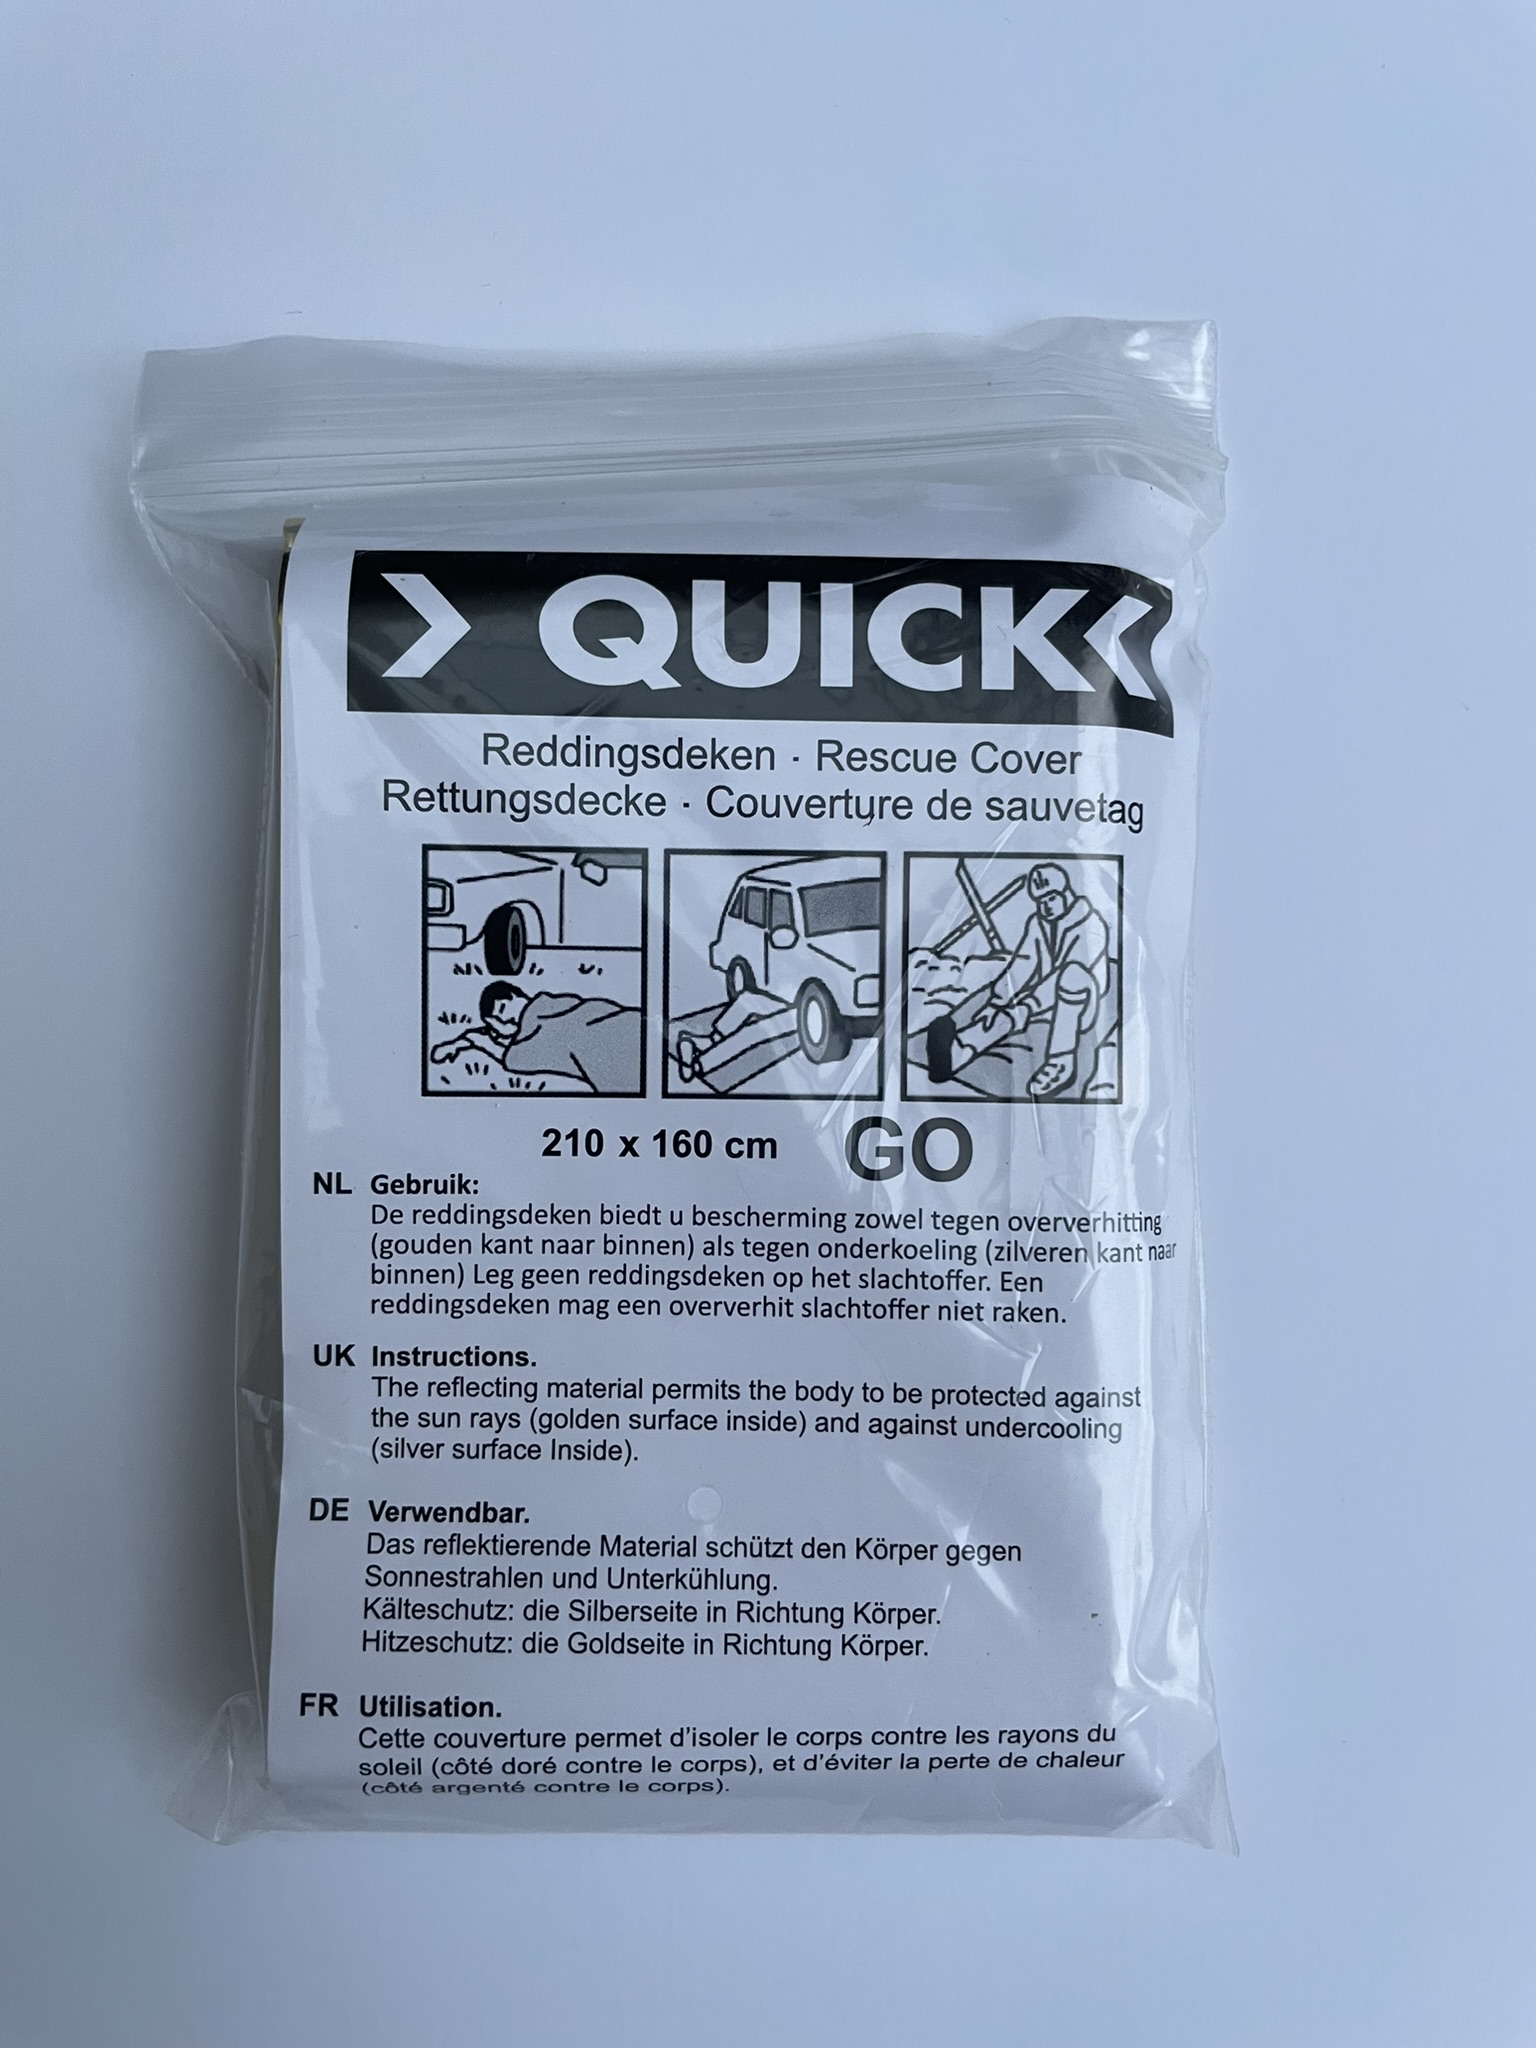 > QUICK <
Reddingsdeken · Rescue Cover
Rettungsdecke · Couverture de sauvetag
210 x 160 cm GO
NL Gebruik:
De reddingsdeken biedt u bescherming zowel tegen oververhitting
(gouden kant naar binnen) als tegen onderkoeling (zilveren kant naar
binnen) Leg geen reddingsdeken op het slachtoffer. Een
reddingsdeken mag een oververhit slachtoffer niet raken.
UK Instructions.
The reflecting material permits the body to be protected against
the sun rays (golden surface inside) and against undercooling
(silver surface Inside).
DE Verwendbar.
Das reflektierende Material schützt den Körper gegen
Sonnestrahlen und Unterkühlung.
Kälteschutz: die Silberseite in Richtung Körper.
Hitzeschutz: die Goldseite in Richtung Körper.
FR Utilisation.
Cette couverture permet d'isoler le corps contre les rayons du
soleil (côté doré contre le corps), et d'éviter la perte de chaleur
(côté argenté contre le corps).